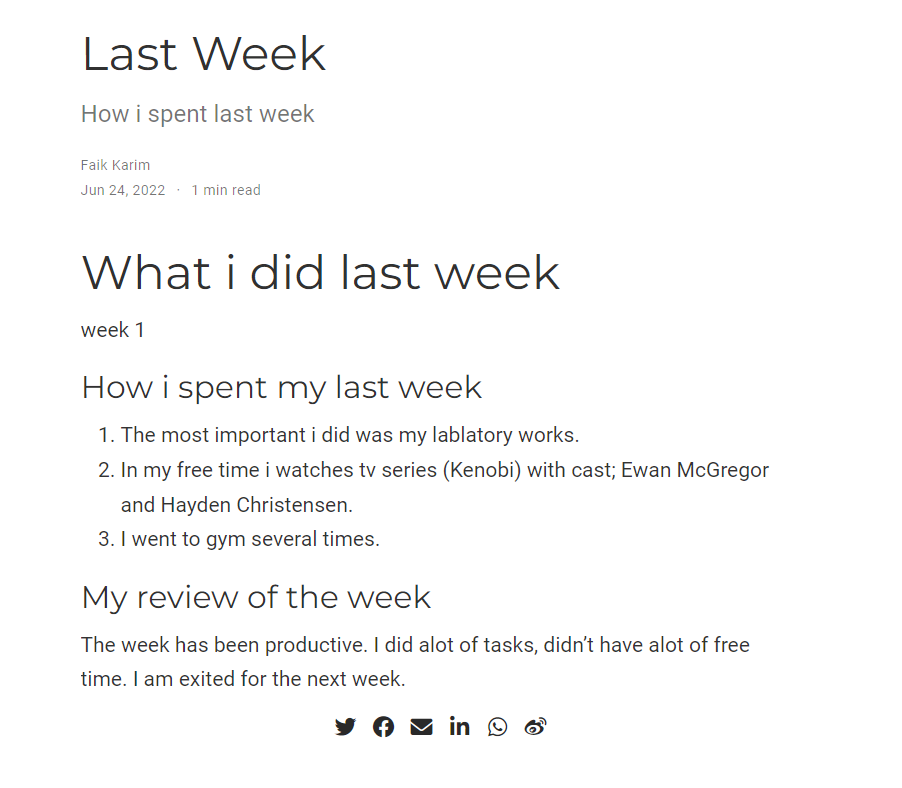 Last Week
How i spent last week
Faik Karim
Jun 24, 2022 · 1 min read
What i did last week
week 1
How i spent my last week
1. The most important i did was my lablatory works.
2. In my free time i watches tv series (Kenobi) with cast; Ewan McGregor
and Hayden Christensen.
3. I went to gym several times.
My review of the week
The week has been productive. I did alot of tasks, didn’t have alot of free
time. I am exited for the next week.